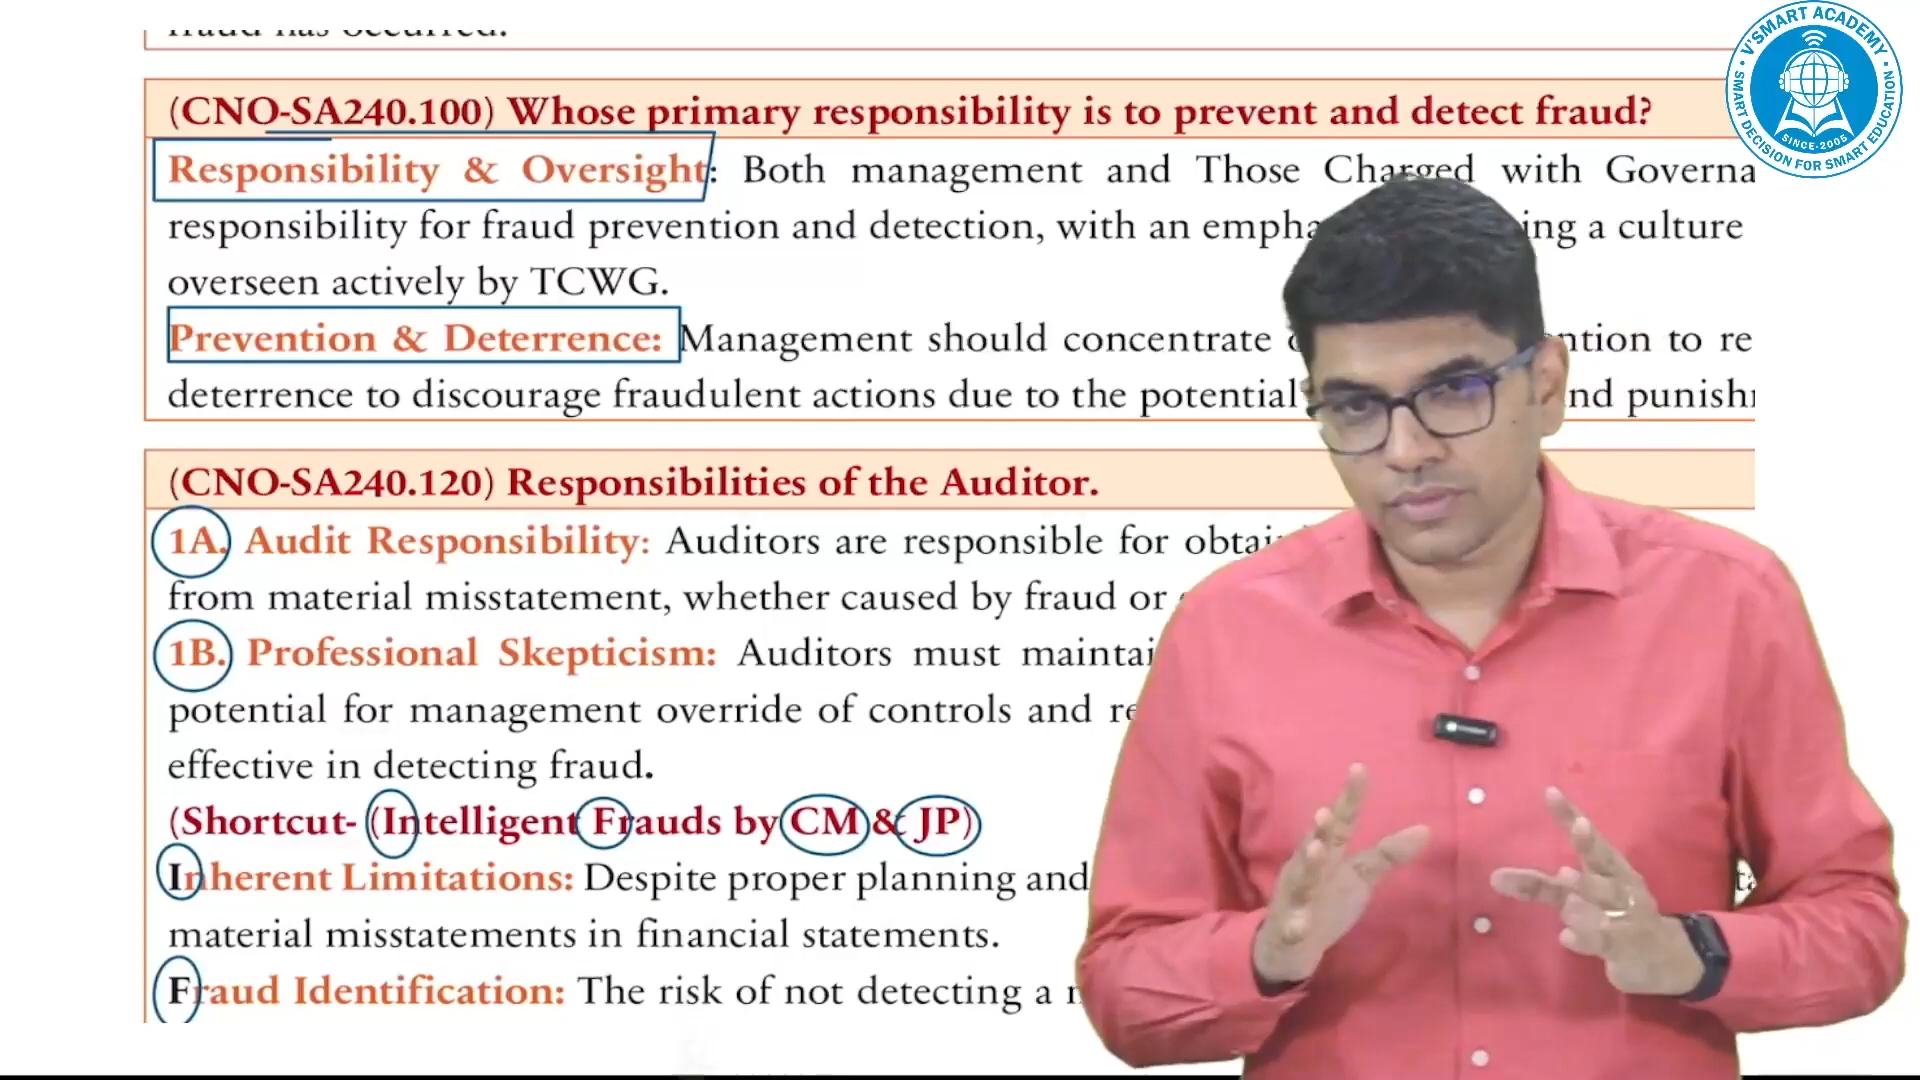 fraud has occurred.
(CNO-SA240.100) Whose primary responsibility is to prevent and detect fraud?
Responsibility & Oversight: Both management and Those Charged with Governa
responsibility for fraud prevention and detection, with an empha ing a culture
overseen actively by TCWG.
Prevention & Deterrence: Management should concentrate ntion to re
deterrence to discourage fraudulent actions due to the potential nd punish
(CNO-SA240.120) Responsibilities of the Auditor.
1A. Audit Responsibility: Auditors are responsible for obtai
from material misstatement, whether caused by fraud or
1B. Professional Skepticism: Auditors must maintai
potential for management override of controls and re
effective in detecting fraud.
(Shortcut- (Intelligent Frauds by CM & JP)
Inherent Limitations: Despite proper planning and
material misstatements in financial statements.
Fraud Identification: The risk of not detecting a
V'SMART ACADEMY
SMART DECISION FOR SMART EDUCATION
SINCE-2005